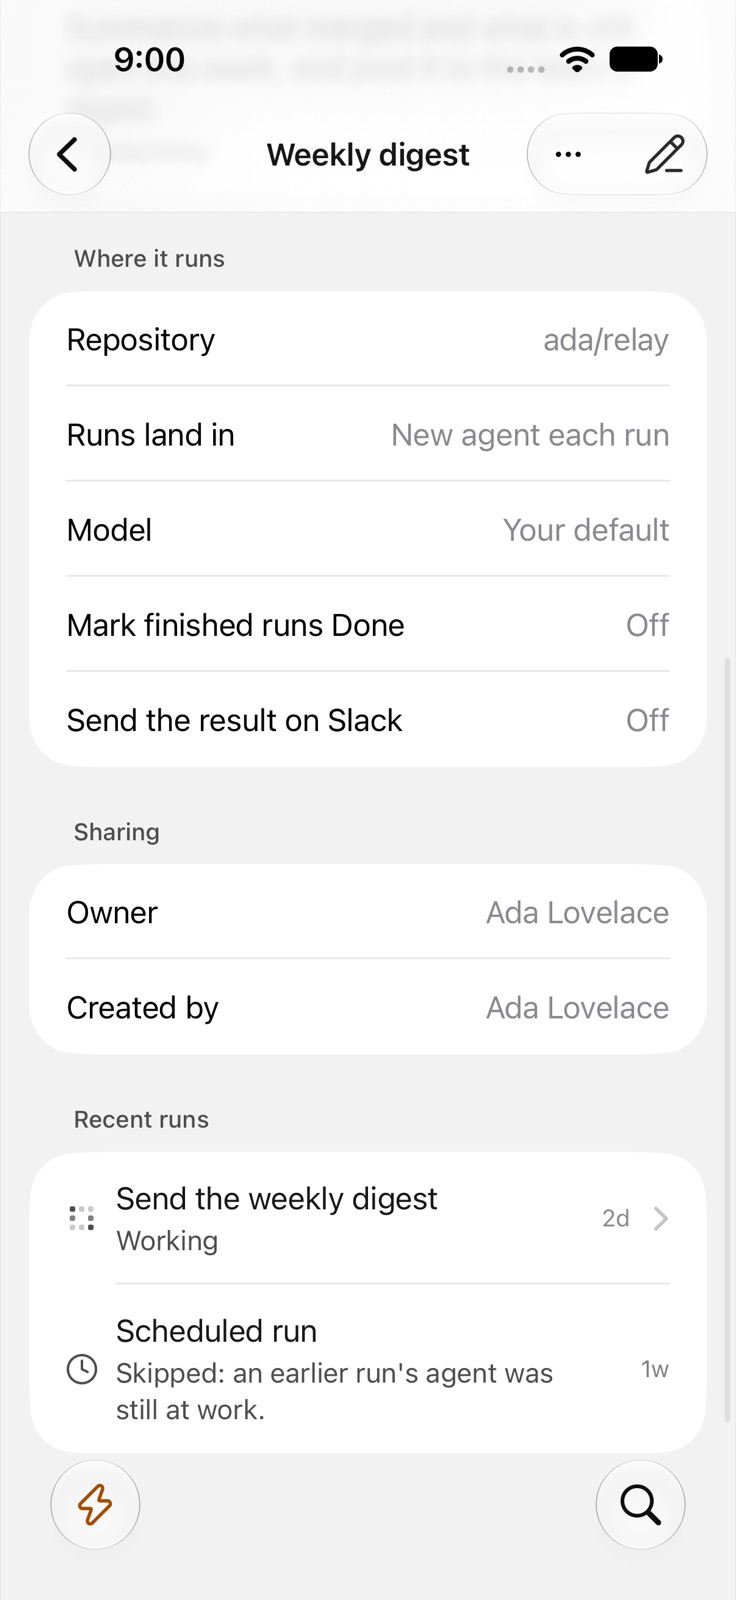 9:00
Weekly digest
Where it runs
Repository
ada/relay
Runs land in
New agent each run
Model
Your default
Mark finished runs Done
Off
Send the result on Slack
Off
Sharing
Owner
Ada Lovelace
Created by
Ada Lovelace
Recent runs
Send the weekly digest
Working
2d
Scheduled run
Skipped: an earlier run's agent was
still at work.
1w